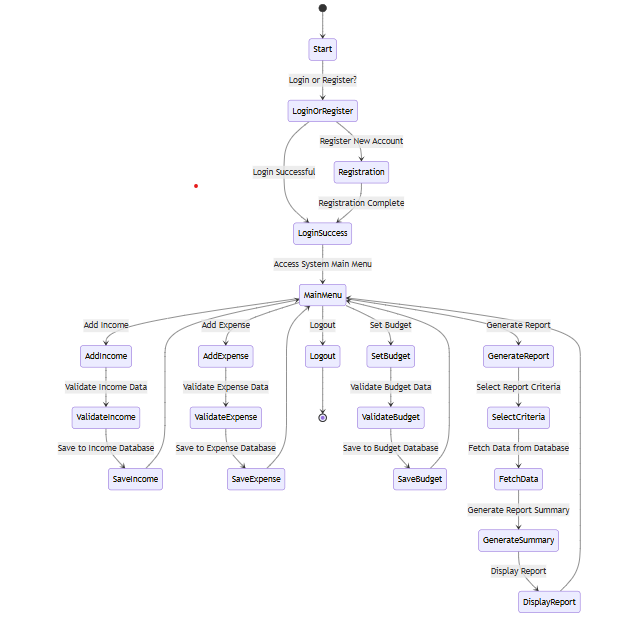 Start
Login or Register?
LoginOrRegister
Register New Account
Login Successful
Registration
Registration Complete
LoginSuccess
Access System Main Menu
MainMenu
Add Income
Add Expense
Logout
Set Budget
Generate Report
AddIncome
AddExpense
Logout
SetBudget
GenerateReport
Validate Income Data
Validate Expense Data
Validate Budget Data
Select Report Criteria
ValidateIncome
ValidateExpense
ValidateBudget
SelectCriteria
Save to Income Database
Save to Expense Database
Save to Budget Database
Fetch Data from Database
SaveIncome
SaveExpense
SaveBudget
FetchData
Generate Report Summary
GenerateSummary
Display Report
DisplayReport